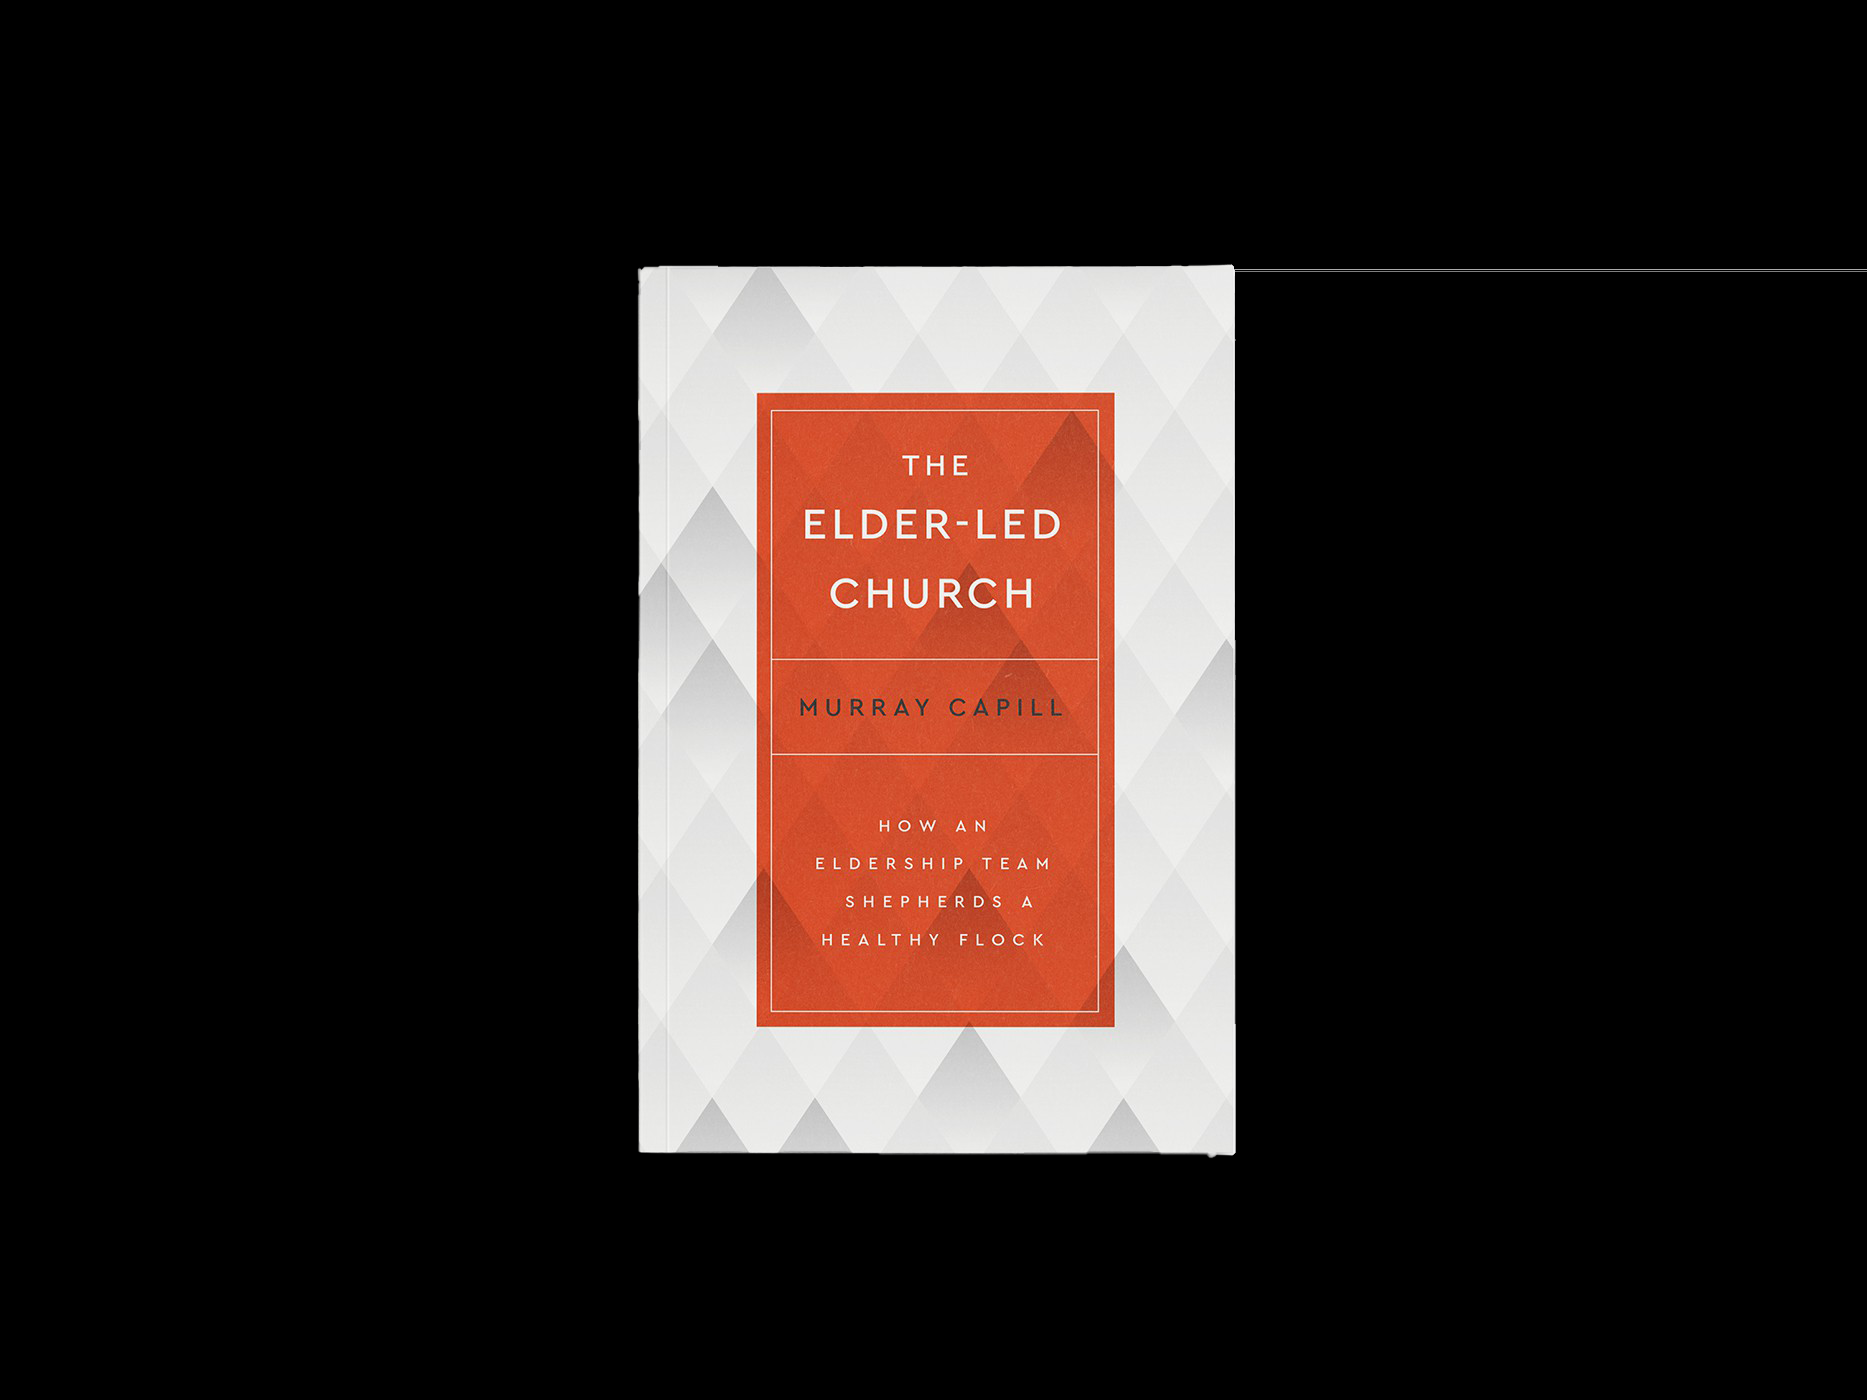 THE
ELDER-LED
CHURCH
MURRAY CAPILL
HOW AN
ELDERSHIP TEAM
SHEPHERDS A
HEALTHY FLOCK